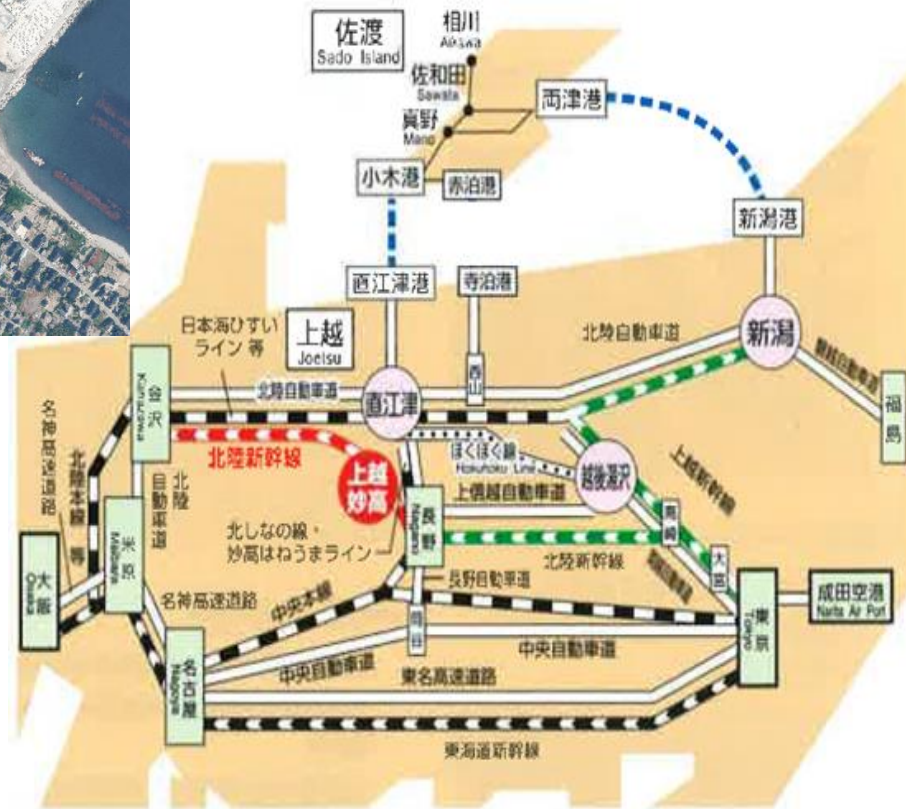 佐渡
Sado Island
相川
Aikawa
佐和田
Sawata
真野
Mano
両津港
小木港
赤泊港
新潟港
直江津港
寺泊港
上越
Joetsu
日本海ひすい
ライン 等
北陸自動車道
新潟
西山
北陸自動車道
金沢
Kanazawa
直江津
福島
名神高速道路
北陸本線 等
北陸新幹線
ほくほく線
Hokuhoku Line
越後湯沢
上越新幹線
上越
妙高
上信越自動車道
北陸
自動車道
長野
Nagano
高崎
北しなの線・
妙高はねうまライン
北陸新幹線
大宮
米原
Maibara
大阪
Osaka
長野自動車道
成田空港
Narita Air Port
名神高速道路
中央本線
岡谷
東京
Tokyo
中央自動車道
中央自動車道
名古屋
Nagoya
東名高速道路
東海道新幹線